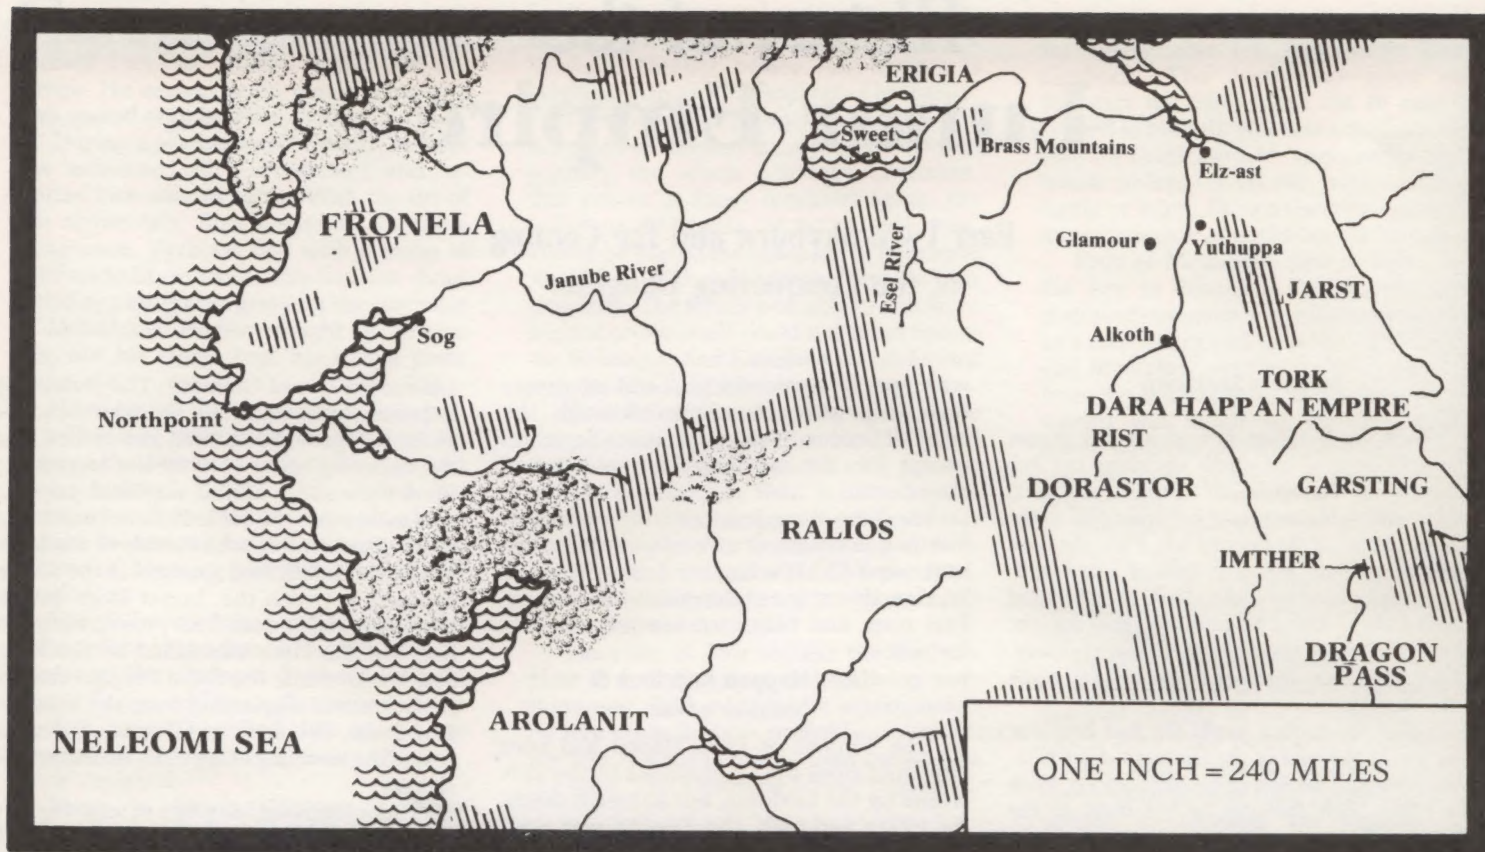 ERIGIA
Sweet
Sea
Brass Mountains
Elz-ast
FRONELA
Glamour
Yuthuppa
Esel River
Janube River
JARST
Sog
Alkoth
TORK
Northpoint
DARA HAPPAN EMPIRE
RIST
DORASTOR
GARSTING
RALIOS
IMTHER
DRAGON
PASS
AROLANIT
NELEOMI SEA
ONE INCH = 240 MILES